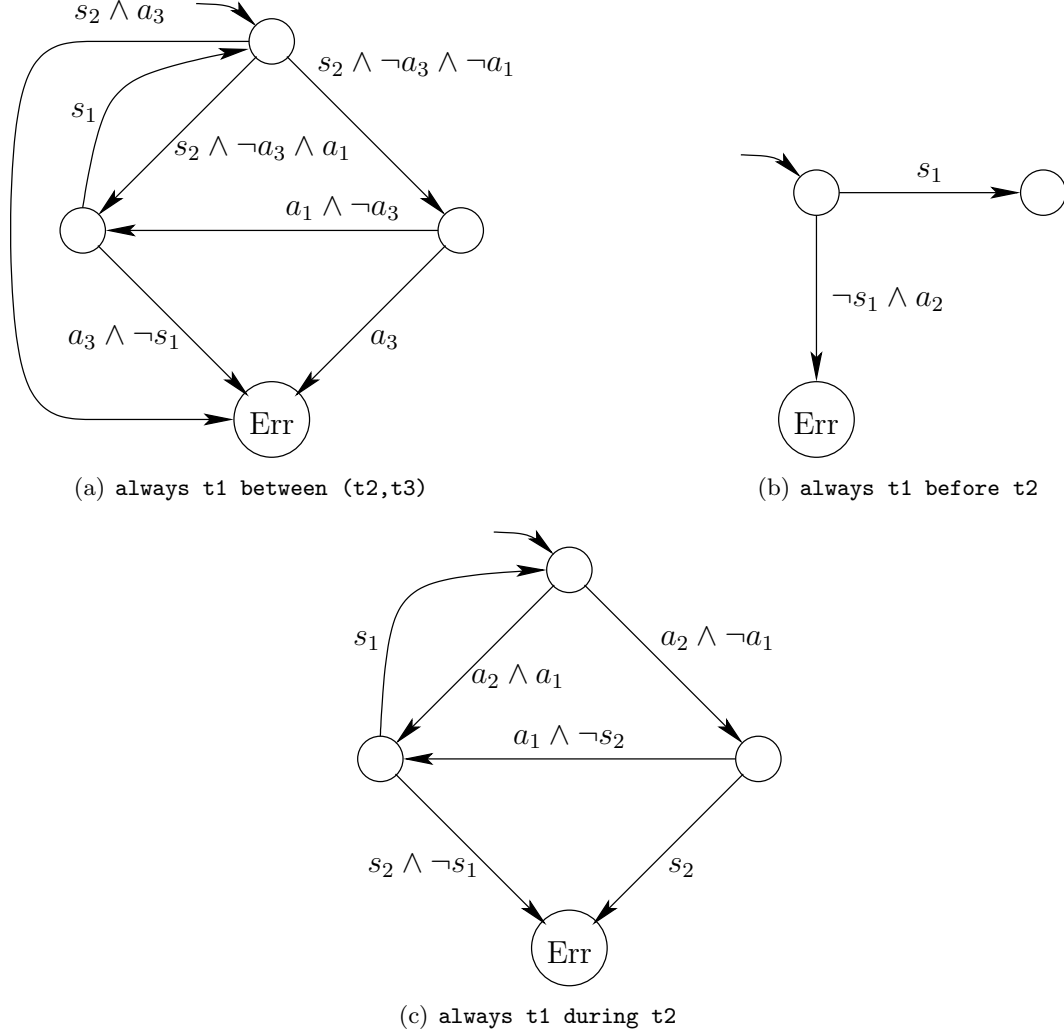 s₂ ∧ a₃
s₂ ∧ ¬a₃ ∧ ¬a₁
s₁
s₂ ∧ ¬a₃ ∧ a₁
a₁ ∧ ¬a₃
a₃ ∧ ¬s₁
a₃
Err
(a) always t1 between (t2,t3)
s₁
¬s₁ ∧ a₂
Err
(b) always t1 before t2
s₁
a₂ ∧ ¬a₁
a₂ ∧ a₁
a₁ ∧ ¬s₂
s₂ ∧ ¬s₁
s₂
Err
(c) always t1 during t2